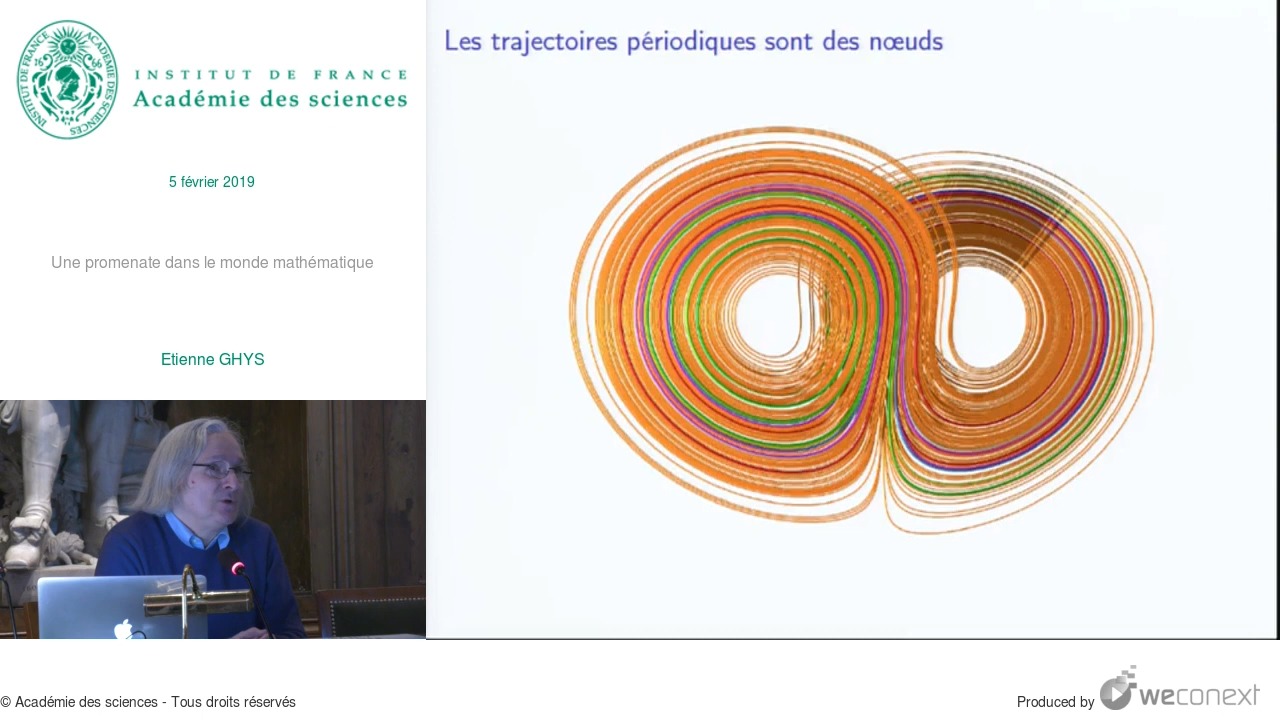 INSTITUT DE FRANCE
Académie des sciences
5 février 2019
Une promenate dans le monde mathématique
Etienne GHYS
Les trajectoires périodiques sont des nœuds
© Académie des sciences - Tous droits réservés
Produced by weconext